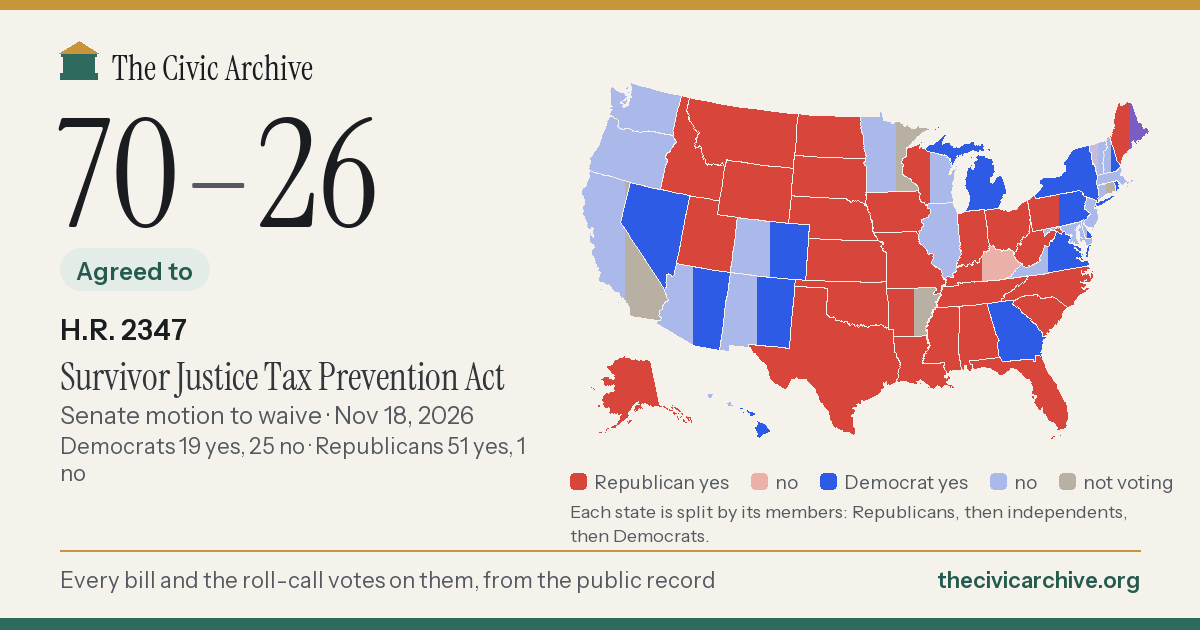 The Civic Archive
70–26
Agreed to
H.R. 2347
Survivor Justice Tax Prevention Act
Senate motion to waive · Nov 18, 2026
Democrats 19 yes, 25 no · Republicans 51 yes, 1
no
Republican yes no Democrat yes no not voting
Each state is split by its members: Republicans, then independents,
then Democrats.
Every bill and the roll-call votes on them, from the public record
thecivicarchive.org